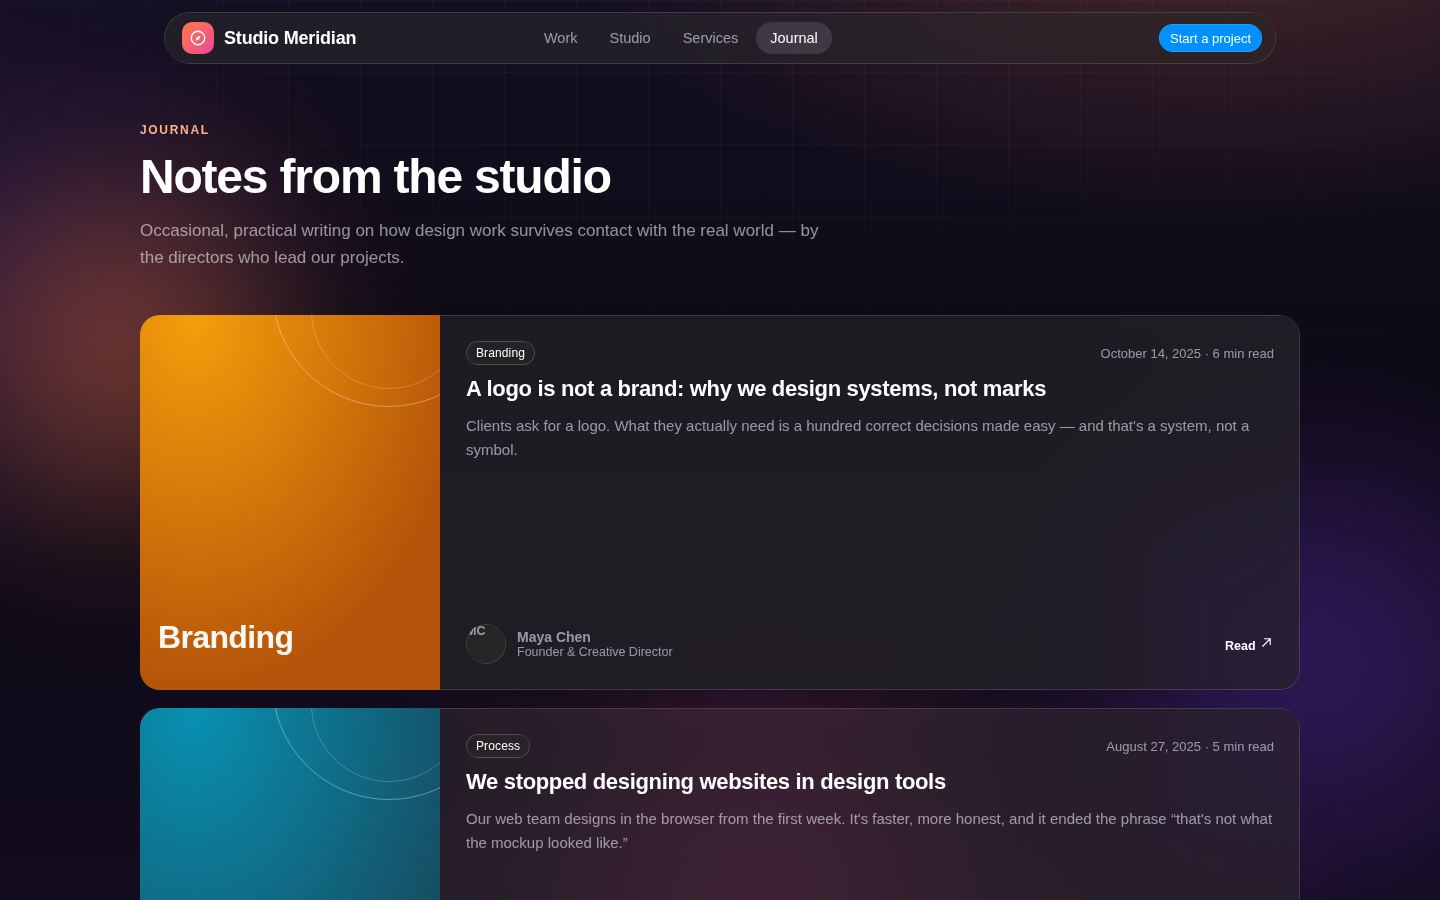 Studio Meridian
Work
Studio
Services
Journal
Start a project
JOURNAL
Notes from the studio
Occasional, practical writing on how design work survives contact with the real world — by
the directors who lead our projects.
Branding
Branding
October 14, 2025 · 6 min read
A logo is not a brand: why we design systems, not marks
Clients ask for a logo. What they actually need is a hundred correct decisions made easy — and that's a system, not a
symbol.
MC
Maya Chen
Founder & Creative Director
Read
Process
August 27, 2025 · 5 min read
We stopped designing websites in design tools
Our web team designs in the browser from the first week. It's faster, more honest, and it ended the phrase “that's not what
the mockup looked like.”